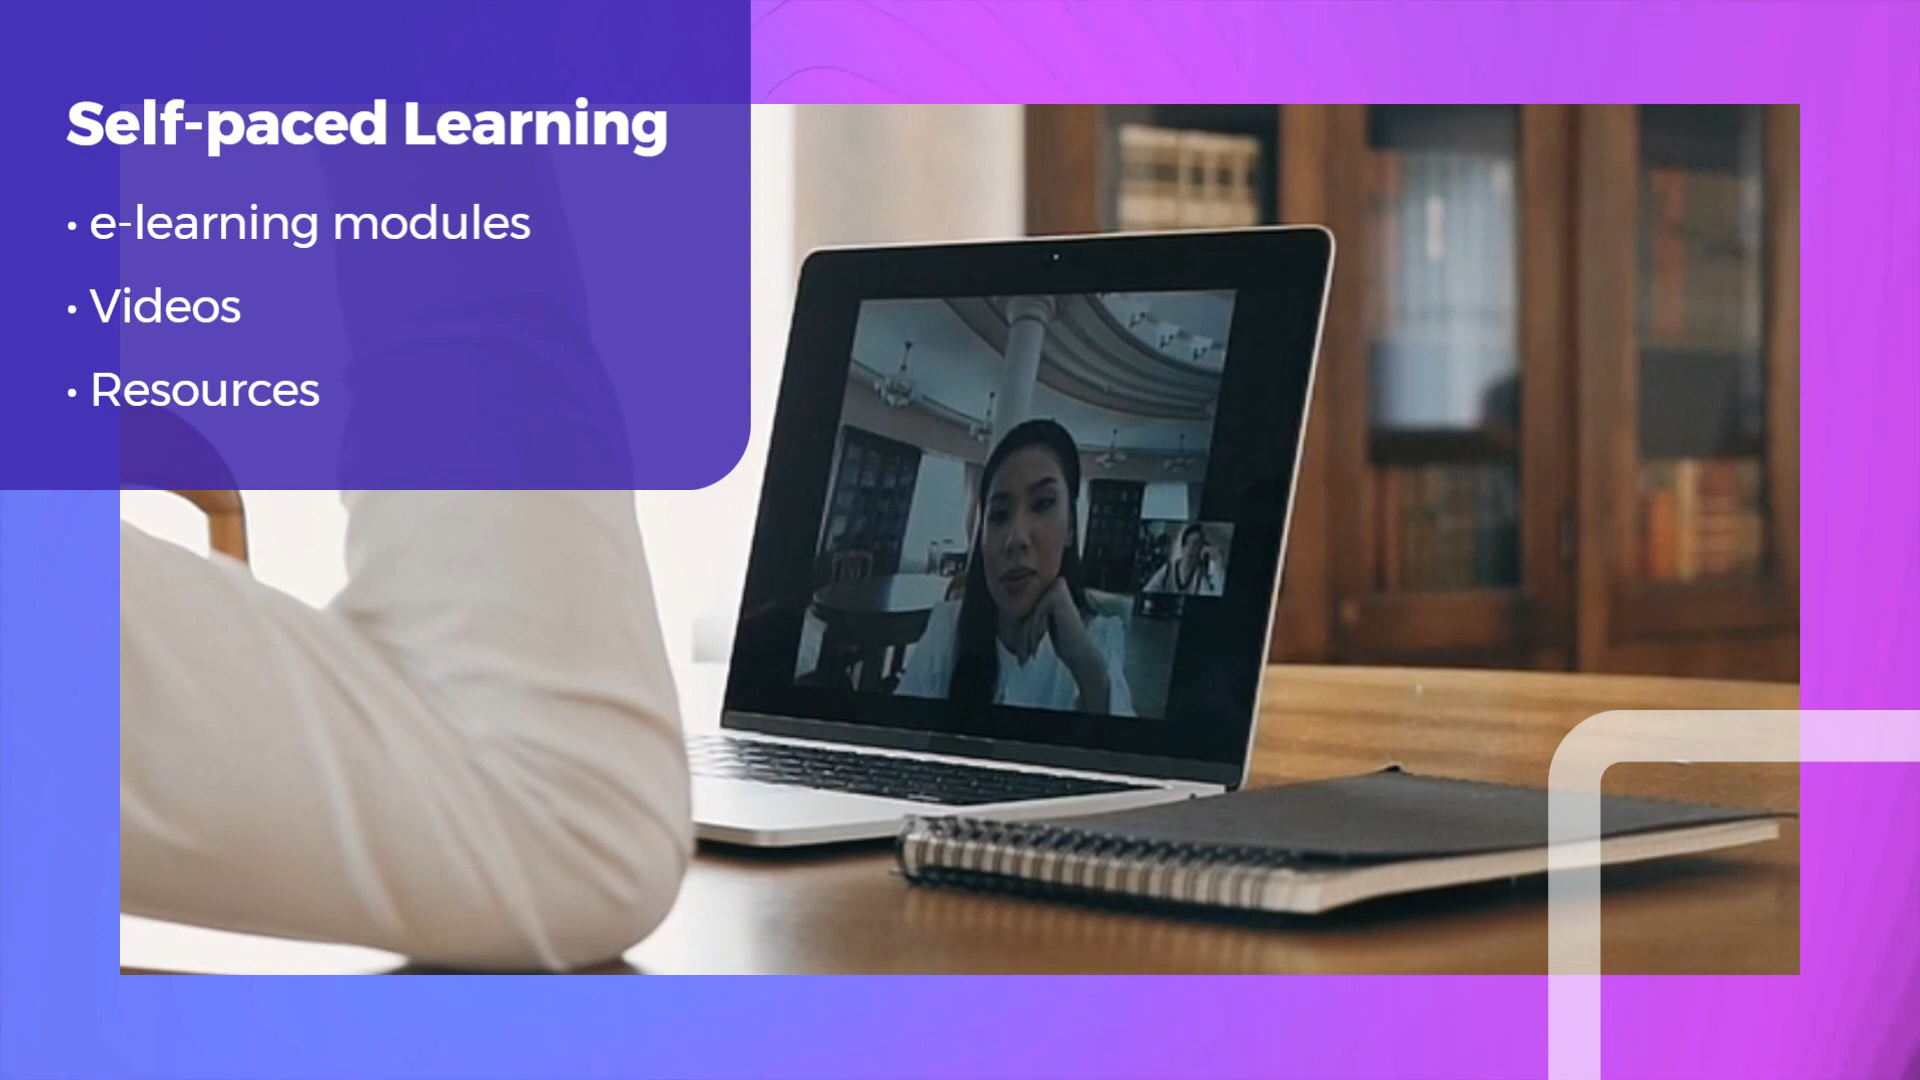 Self-paced Learning
• e-learning modules
• Videos
• Resources